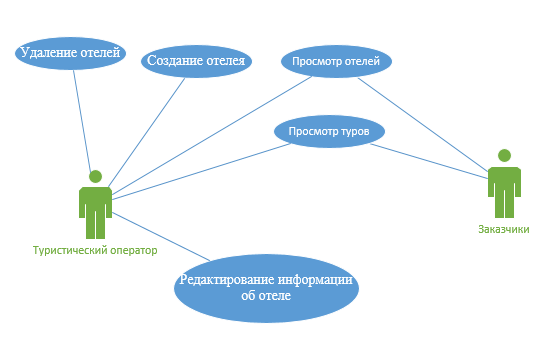 Удаление отелей
Создание отелея
Просмотр отелей
Просмотр туров
Туристический оператор
Заказчики
Редактирование информации
об отеле